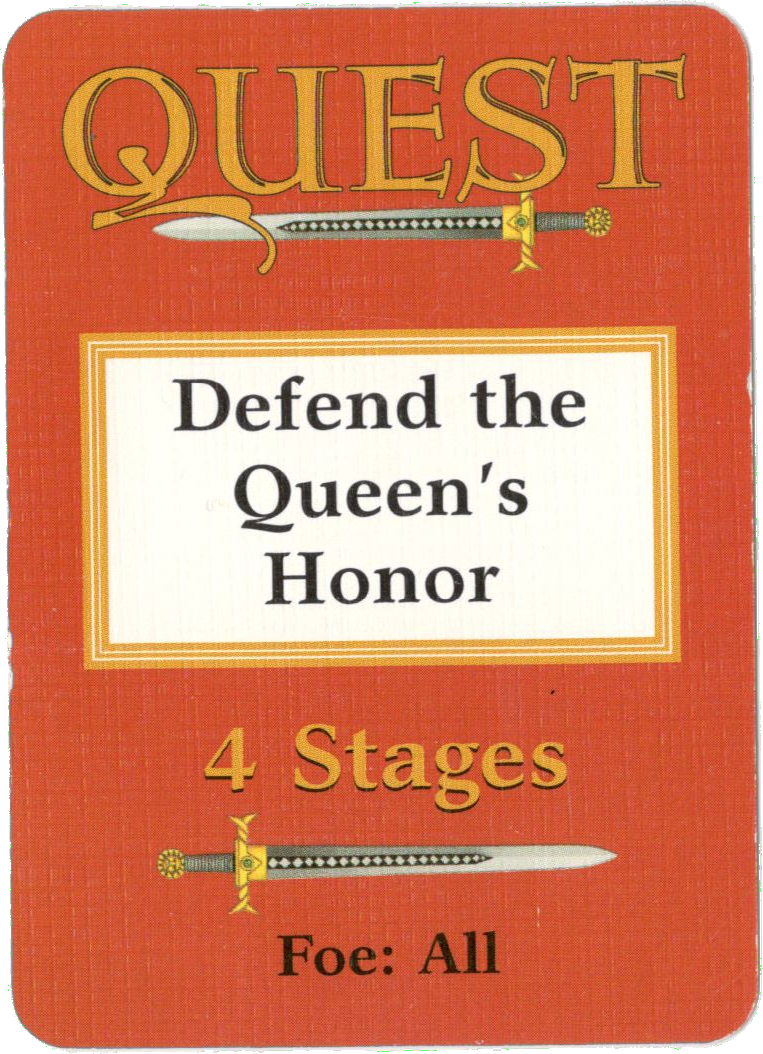 QUEST
Defend the
Queen's
Honor
4 Stages
Foe: All